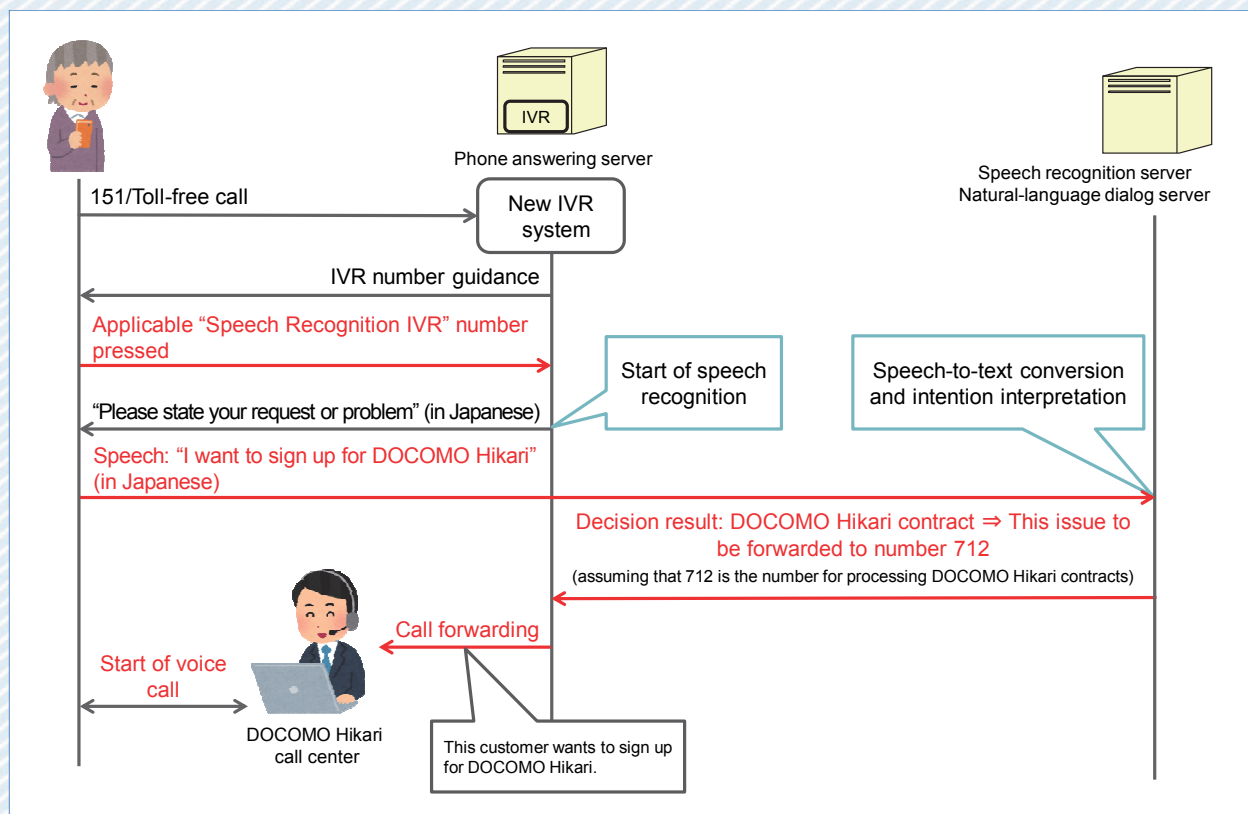 IVR
Phone answering server
Speech recognition server
Natural-language dialog server
151/Toll-free call
New IVR
system
IVR number guidance
Applicable “Speech Recognition IVR” number
pressed
Start of speech
recognition
Speech-to-text conversion
and intention interpretation
“Please state your request or problem” (in Japanese)
Speech: “I want to sign up for DOCOMO Hikari”
(in Japanese)
Decision result: DOCOMO Hikari contract ⇒ This issue to
be forwarded to number 712
(assuming that 712 is the number for processing DOCOMO Hikari contracts)
Call forwarding
Start of voice
call
DOCOMO Hikari
call center
This customer wants to sign up
for DOCOMO Hikari.